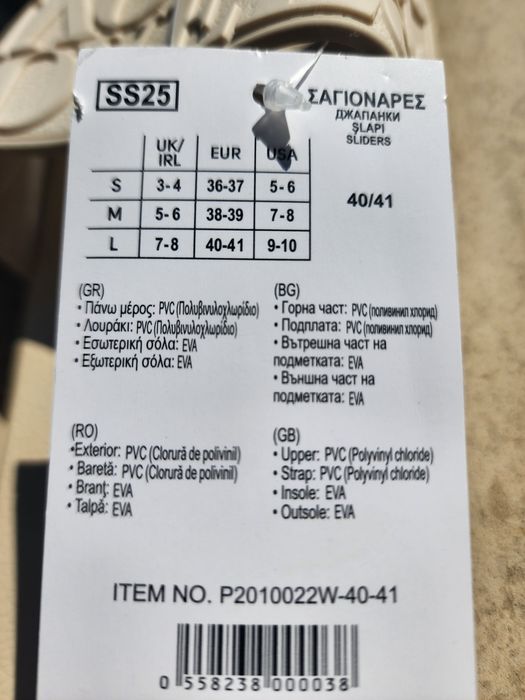 SS25
ΣΑΓΙΟΝΑΡΕΣ
ДЖАПАНКИ
ŞLAPI
SLIDERS
UK/IRL EUR USA
S 3-4 36-37 5-6
M 5-6 38-39 7-8
L 7-8 40-41 9-10
40/41
(GR)
• Πάνω μέρος: PVC (Πολυβινυλοχλωρίδιο)
• Λουράκι: PVC (Πολυβινυλοχλωρίδιο)
• Εσωτερική σόλα: EVA
• Εξωτερική σόλα: EVA
(BG)
• Горна част: PVC (поливинил хлорид)
• Подплата: PVC (поливинил хлорид)
• Вътрешна част на
подметката: EVA
• Външна част на
подметката: EVA
(RO)
•Exterior: PVC (Clorură de polivinil)
• Baretă: PVC (Clorură de polivinil)
• Branţ: EVA
• Talpă: EVA
(GB)
• Upper: PVC (Polyvinyl chloride)
• Strap: PVC (Polyvinyl chloride)
• Insole: EVA
• Outsole: EVA
ITEM NO. P2010022W-40-41
0 558238 000038